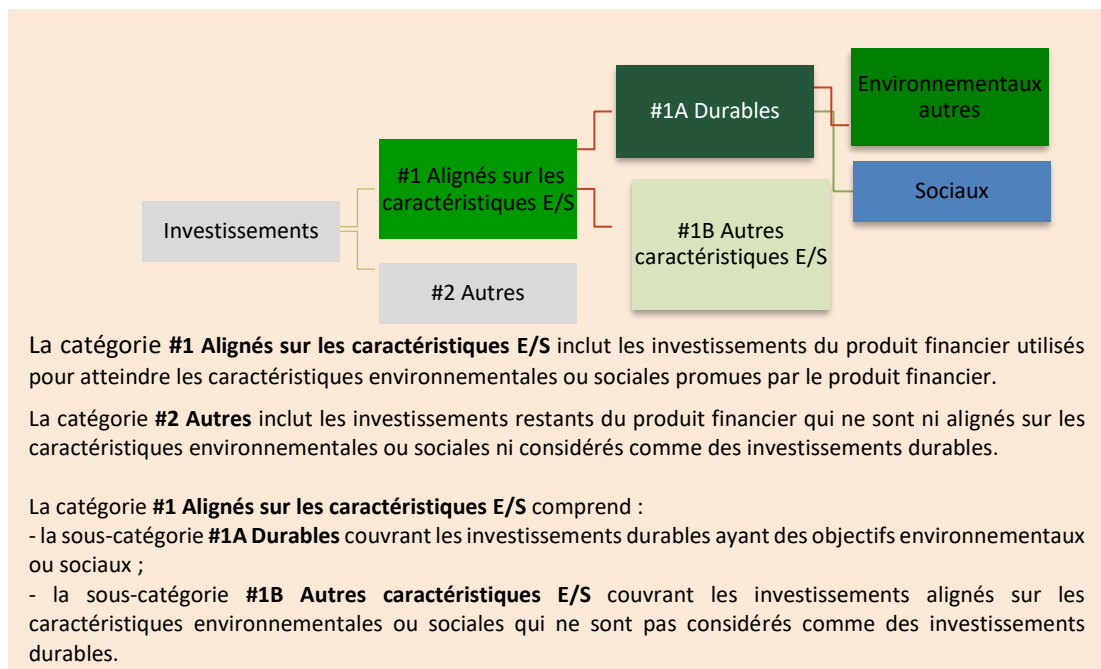 Environnementaux
autres
#1A Durables
#1 Alignés sur les
caractéristiques E/S
Sociaux
Investissements
#1B Autres
caractéristiques E/S
#2 Autres
La catégorie #1 Alignés sur les caractéristiques E/S inclut les investissements du produit financier utilisés
pour atteindre les caractéristiques environnementales ou sociales promues par le produit financier.
La catégorie #2 Autres inclut les investissements restants du produit financier qui ne sont ni alignés sur les
caractéristiques environnementales ou sociales ni considérés comme des investissements durables.
La catégorie #1 Alignés sur les caractéristiques E/S comprend :
- la sous-catégorie #1A Durables couvrant les investissements durables ayant des objectifs environnementaux
ou sociaux ;
- la sous-catégorie #1B Autres caractéristiques E/S couvrant les investissements alignés sur les
caractéristiques environnementales ou sociales qui ne sont pas considérés comme des investissements
durables.